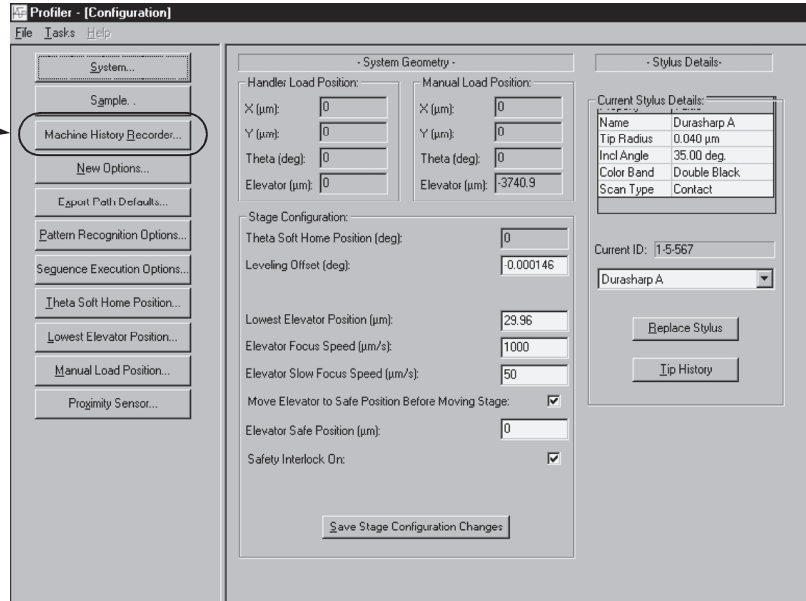 Profiler - [Configuration]
File Tasks Help
System...
Sample. .
Machine History Recorder...
New Options...
Export Path Defaults...
Pattern Recognition Options...
Sequence Execution Options...
Theta Soft Home Position...
Lowest Elevator Position...
Manual Load Position...
Proximity Sensor...
- System Geometry -
Handler Load Position:
X (µm): 0
Y (µm): 0
Theta (deg): 0
Elevator (µm): 0
Manual Load Position:
X (µm): 0
Y (µm): 0
Theta (deg): 0
Elevator (µm): -3740.9
Stage Configuration:
Theta Soft Home Position (deg): 0
Leveling Offset (deg): -0.000146
Lowest Elevator Position (µm): 29.96
Elevator Focus Speed (µm/s): 1000
Elevator Slow Focus Speed (µm/s): 50
Move Elevator to Safe Position Before Moving Stage:
Elevator Safe Position (µm): 0
Safety Interlock On:
Save Stage Configuration Changes
- Stylus Details-
Current Stylus Details:
Name Durasharp A
Tip Radius 0.040 µm
Incl Angle 35.00 deg.
Color Band Double Black
Scan Type Contact
Current ID: 1-5-567
Durasharp A
Replace Stylus
Tip History